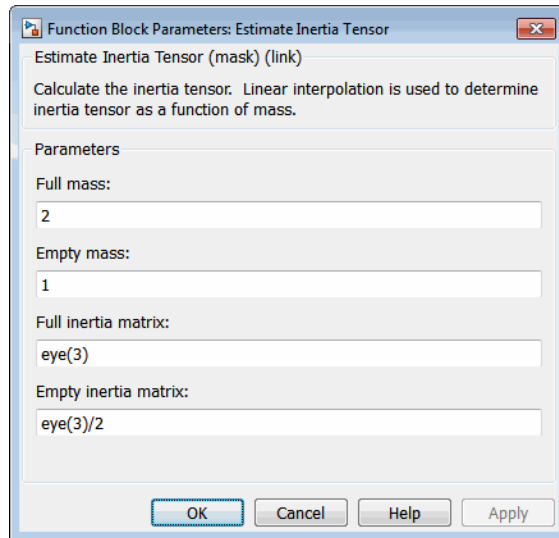 Function Block Parameters: Estimate Inertia Tensor
Estimate Inertia Tensor (mask) (link)
Calculate the inertia tensor.  Linear interpolation is used to determine
inertia tensor as a function of mass.
Parameters
Full mass:
2
Empty mass:
1
Full inertia matrix:
eye(3)
Empty inertia matrix:
eye(3)/2
OK Cancel Help Apply